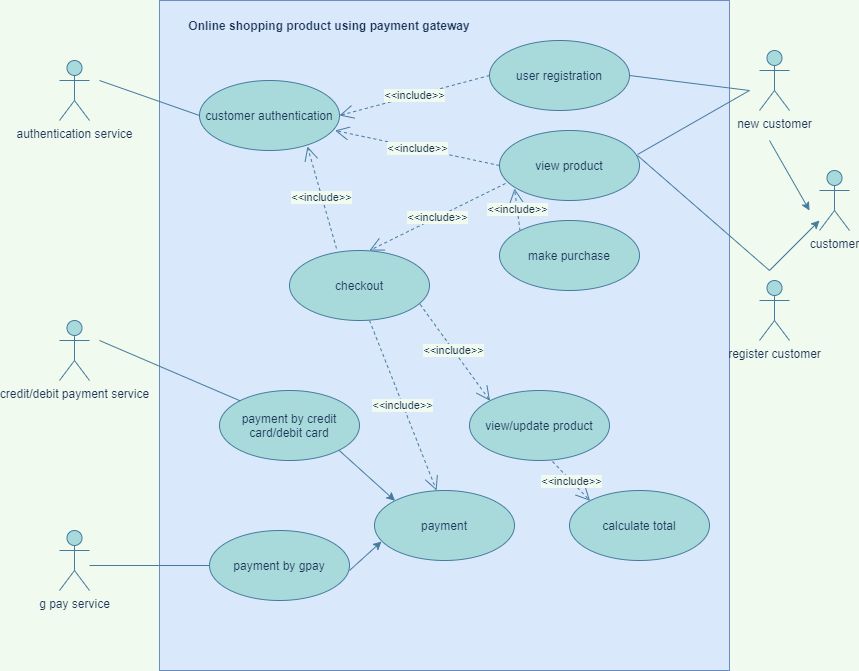 Online shopping product using payment gateway
user registration
<<include>>
customer authentication
new customer
authentication service
<<include>>
view product
<<include>>
<<include>>
<<include>>
customer
make purchase
checkout
<<include>>
register customer
credit/debit payment service
<<include>>
payment by credit
card/debit card
view/update product
<<include>>
payment
calculate total
payment by gpay
g pay service